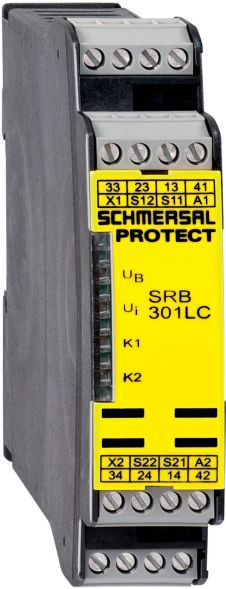 33 23 13 41
X1 S12 S11 A1
SCHMERSAL
PROTECT
UB
SRB
Ui
301LC
K1
K2
X2 S22 S21 A2
34 24 14 42